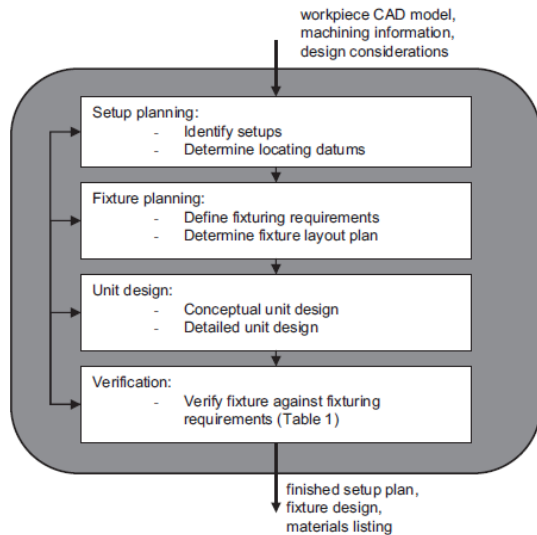 workpiece CAD model,
machining information,
design considerations
Setup planning:
- Identify setups
- Determine locating datums
Fixture planning:
- Define fixturing requirements
- Determine fixture layout plan
Unit design:
- Conceptual unit design
- Detailed unit design
Verification:
- Verify fixture against fixturing
requirements (Table 1)
finished setup plan,
fixture design,
materials listing